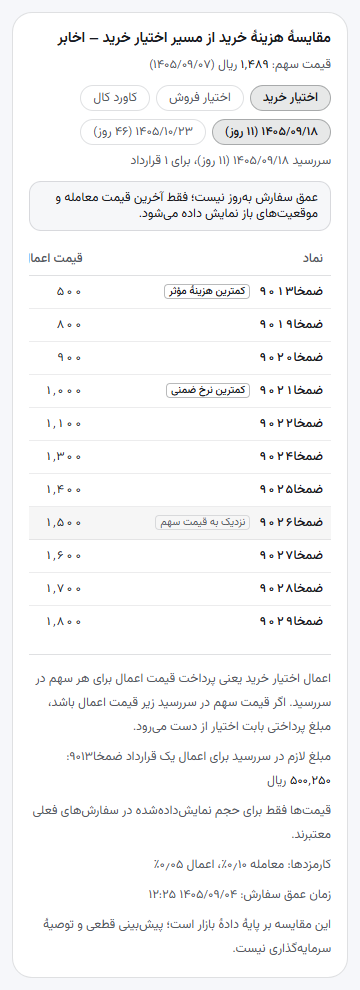 مقایسهٔ هزینهٔ خرید از مسیر اختیار خرید – اخابر
قیمت سهم: ۱,۴۸۹ ریال (۱۴۰۵/۰۹/۰۷)
اختیار خرید
اختیار فروش
کاورد کال
۱۴۰۵/۰۹/۱۸ (۱۱ روز)
۱۴۰۵/۱۰/۲۳ (۴۶ روز)
سررسید ۱۴۰۵/۰۹/۱۸ (۱۱ روز)، برای ۱ قرارداد
عمق سفارش به‌روز نیست؛ فقط آخرین قیمت معامله و
موقعیت‌های باز نمایش داده می‌شود.
نماد قیمت اعمال
ضمخا۹۰۱۳ کمترین هزینهٔ مؤثر ۵۰۰
ضمخا۹۰۱۹ ۸۰۰
ضمخا۹۰۲۰ ۹۰۰
ضمخا۹۰۲۱ کمترین نرخ ضمنی ۱,۰۰۰
ضمخا۹۰۲۲ ۱,۱۰۰
ضمخا۹۰۲۴ ۱,۳۰۰
ضمخا۹۰۲۵ ۱,۴۰۰
ضمخا۹۰۲۶ نزدیک به قیمت سهم ۱,۵۰۰
ضمخا۹۰۲۷ ۱,۶۰۰
ضمخا۹۰۲۸ ۱,۷۰۰
ضمخا۹۰۲۹ ۱,۸۰۰
اعمال اختیار خرید یعنی پرداخت قیمت اعمال برای هر سهم در
سررسید. اگر قیمت سهم در سررسید زیر قیمت اعمال باشد،
مبلغ پرداختی بابت اختیار از دست می‌رود.
مبلغ لازم در سررسید برای اعمال یک قرارداد ضمخا۹۰۱۳:
۵۰۰,۲۵۰ ریال
قیمت‌ها فقط برای حجم نمایش‌داده‌شده در سفارش‌های فعلی
معتبرند.
کارمزدها: معامله ۰٫۱۰٪، اعمال ۰٫۰۵٪
زمان عمق سفارش: ۱۴۰۵/۰۹/۰۴ ۱۲:۲۵
این مقایسه بر پایهٔ دادهٔ بازار است؛ پیش‌بینی قطعی و توصیهٔ
سرمایه‌گذاری نیست.